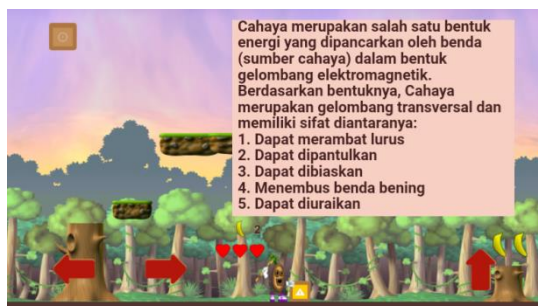 Cahaya merupakan salah satu bentuk
energi yang dipancarkan oleh benda
(sumber cahaya) dalam bentuk
gelombang elektromagnetik.
Berdasarkan bentuknya, Cahaya
merupakan gelombang transversal dan
memiliki sifat diantaranya:
1. Dapat merambat lurus
2. Dapat dipantulkan
3. Dapat dibiaskan
4. Menembus benda bening
5. Dapat diuraikan
2